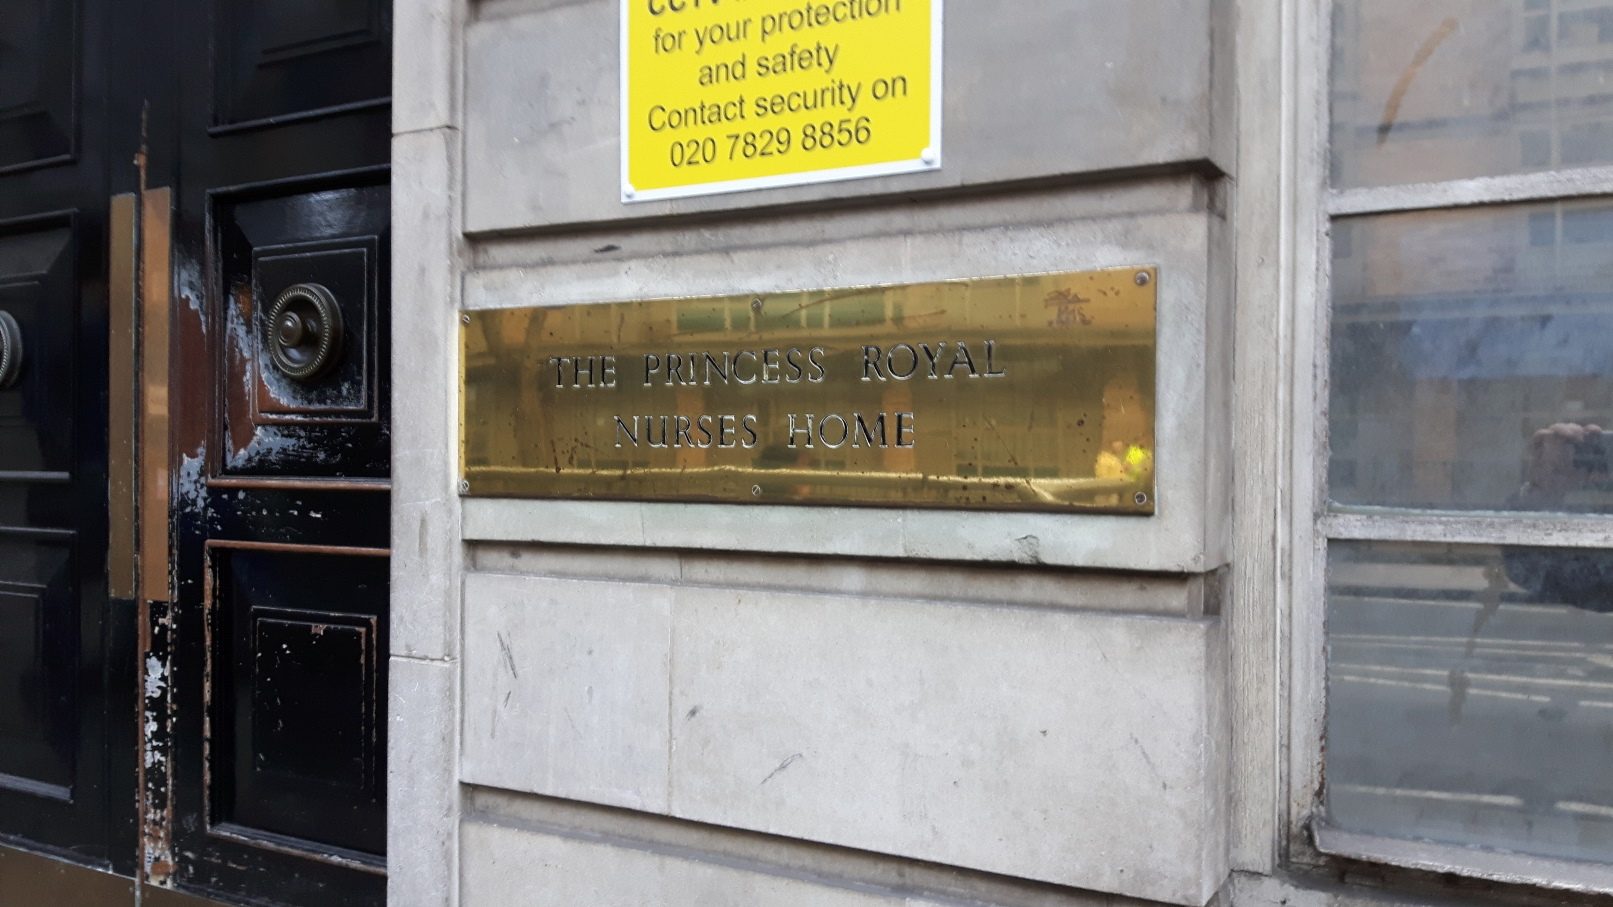 for your protection
and safety
Contact security on
020 7829 8856
THE PRINCESS ROYAL
NURSES HOME